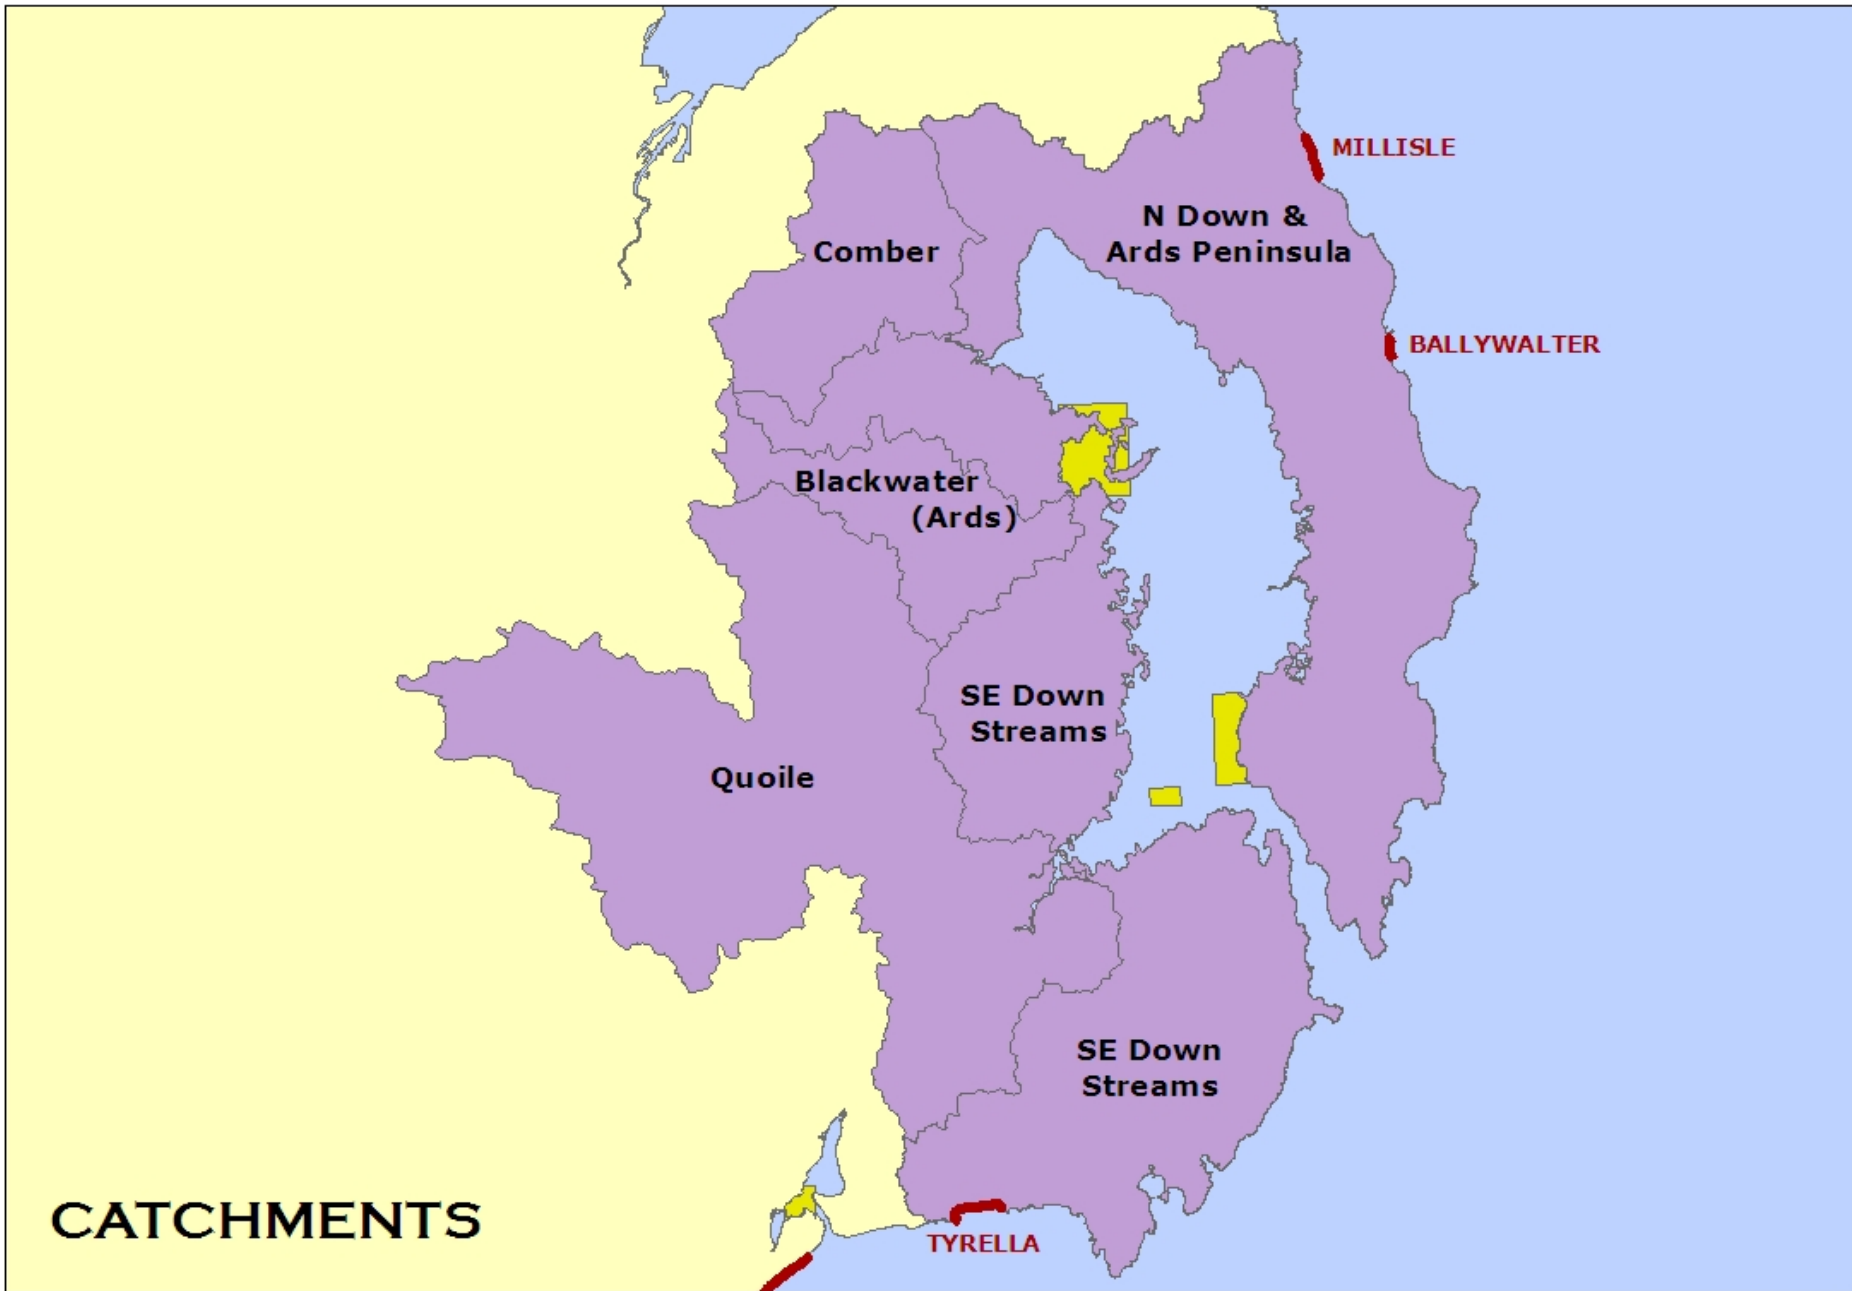 MILLISLE
N Down &
Ards Peninsula
Comber
BALLYWALTER
Blackwater
(Ards)
SE Down
Streams
Quoile
SE Down
Streams
CATCHMENTS
TYRELLA